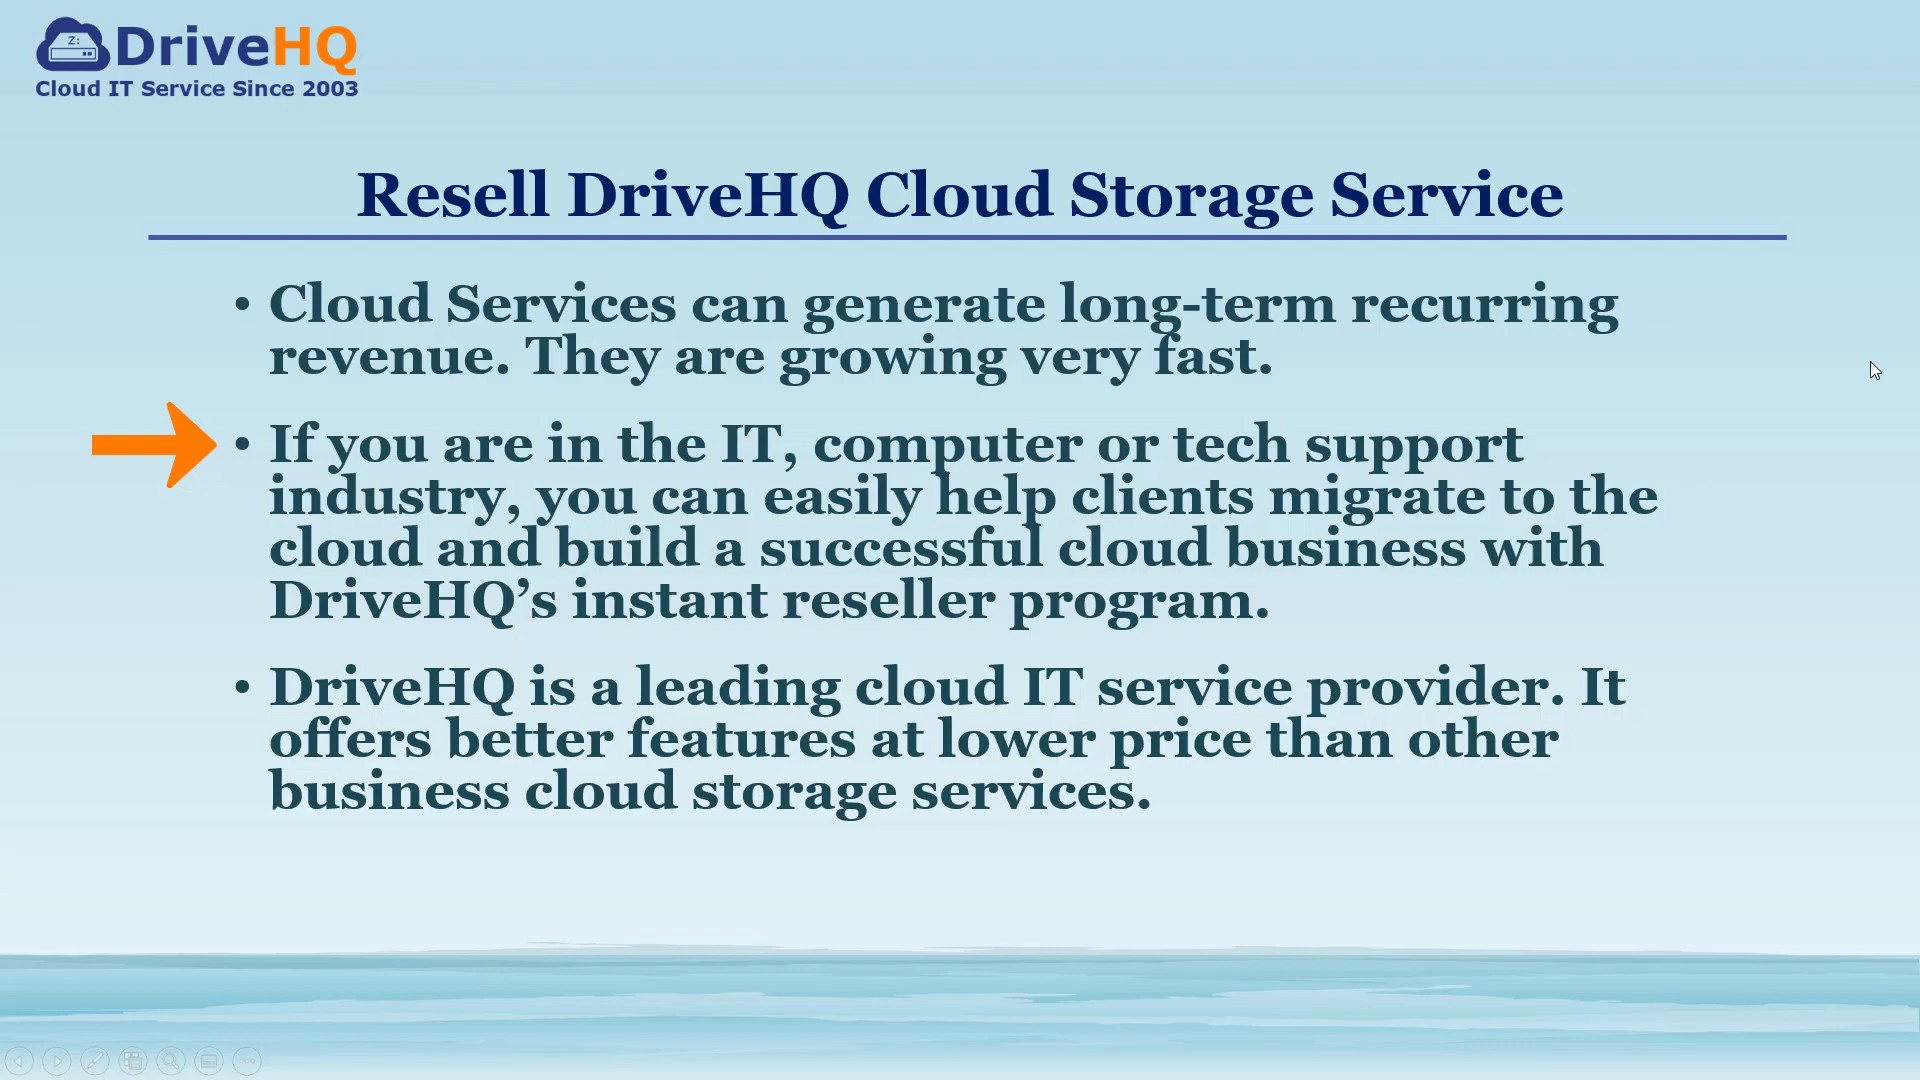 Z:
DriveHQ
Cloud IT Service Since 2003
Resell DriveHQ Cloud Storage Service
• Cloud Services can generate long-term recurring
revenue. They are growing very fast.
• If you are in the IT, computer or tech support
industry, you can easily help clients migrate to the
cloud and build a successful cloud business with
DriveHQ’s instant reseller program.
• DriveHQ is a leading cloud IT service provider. It
offers better features at lower price than other
business cloud storage services.